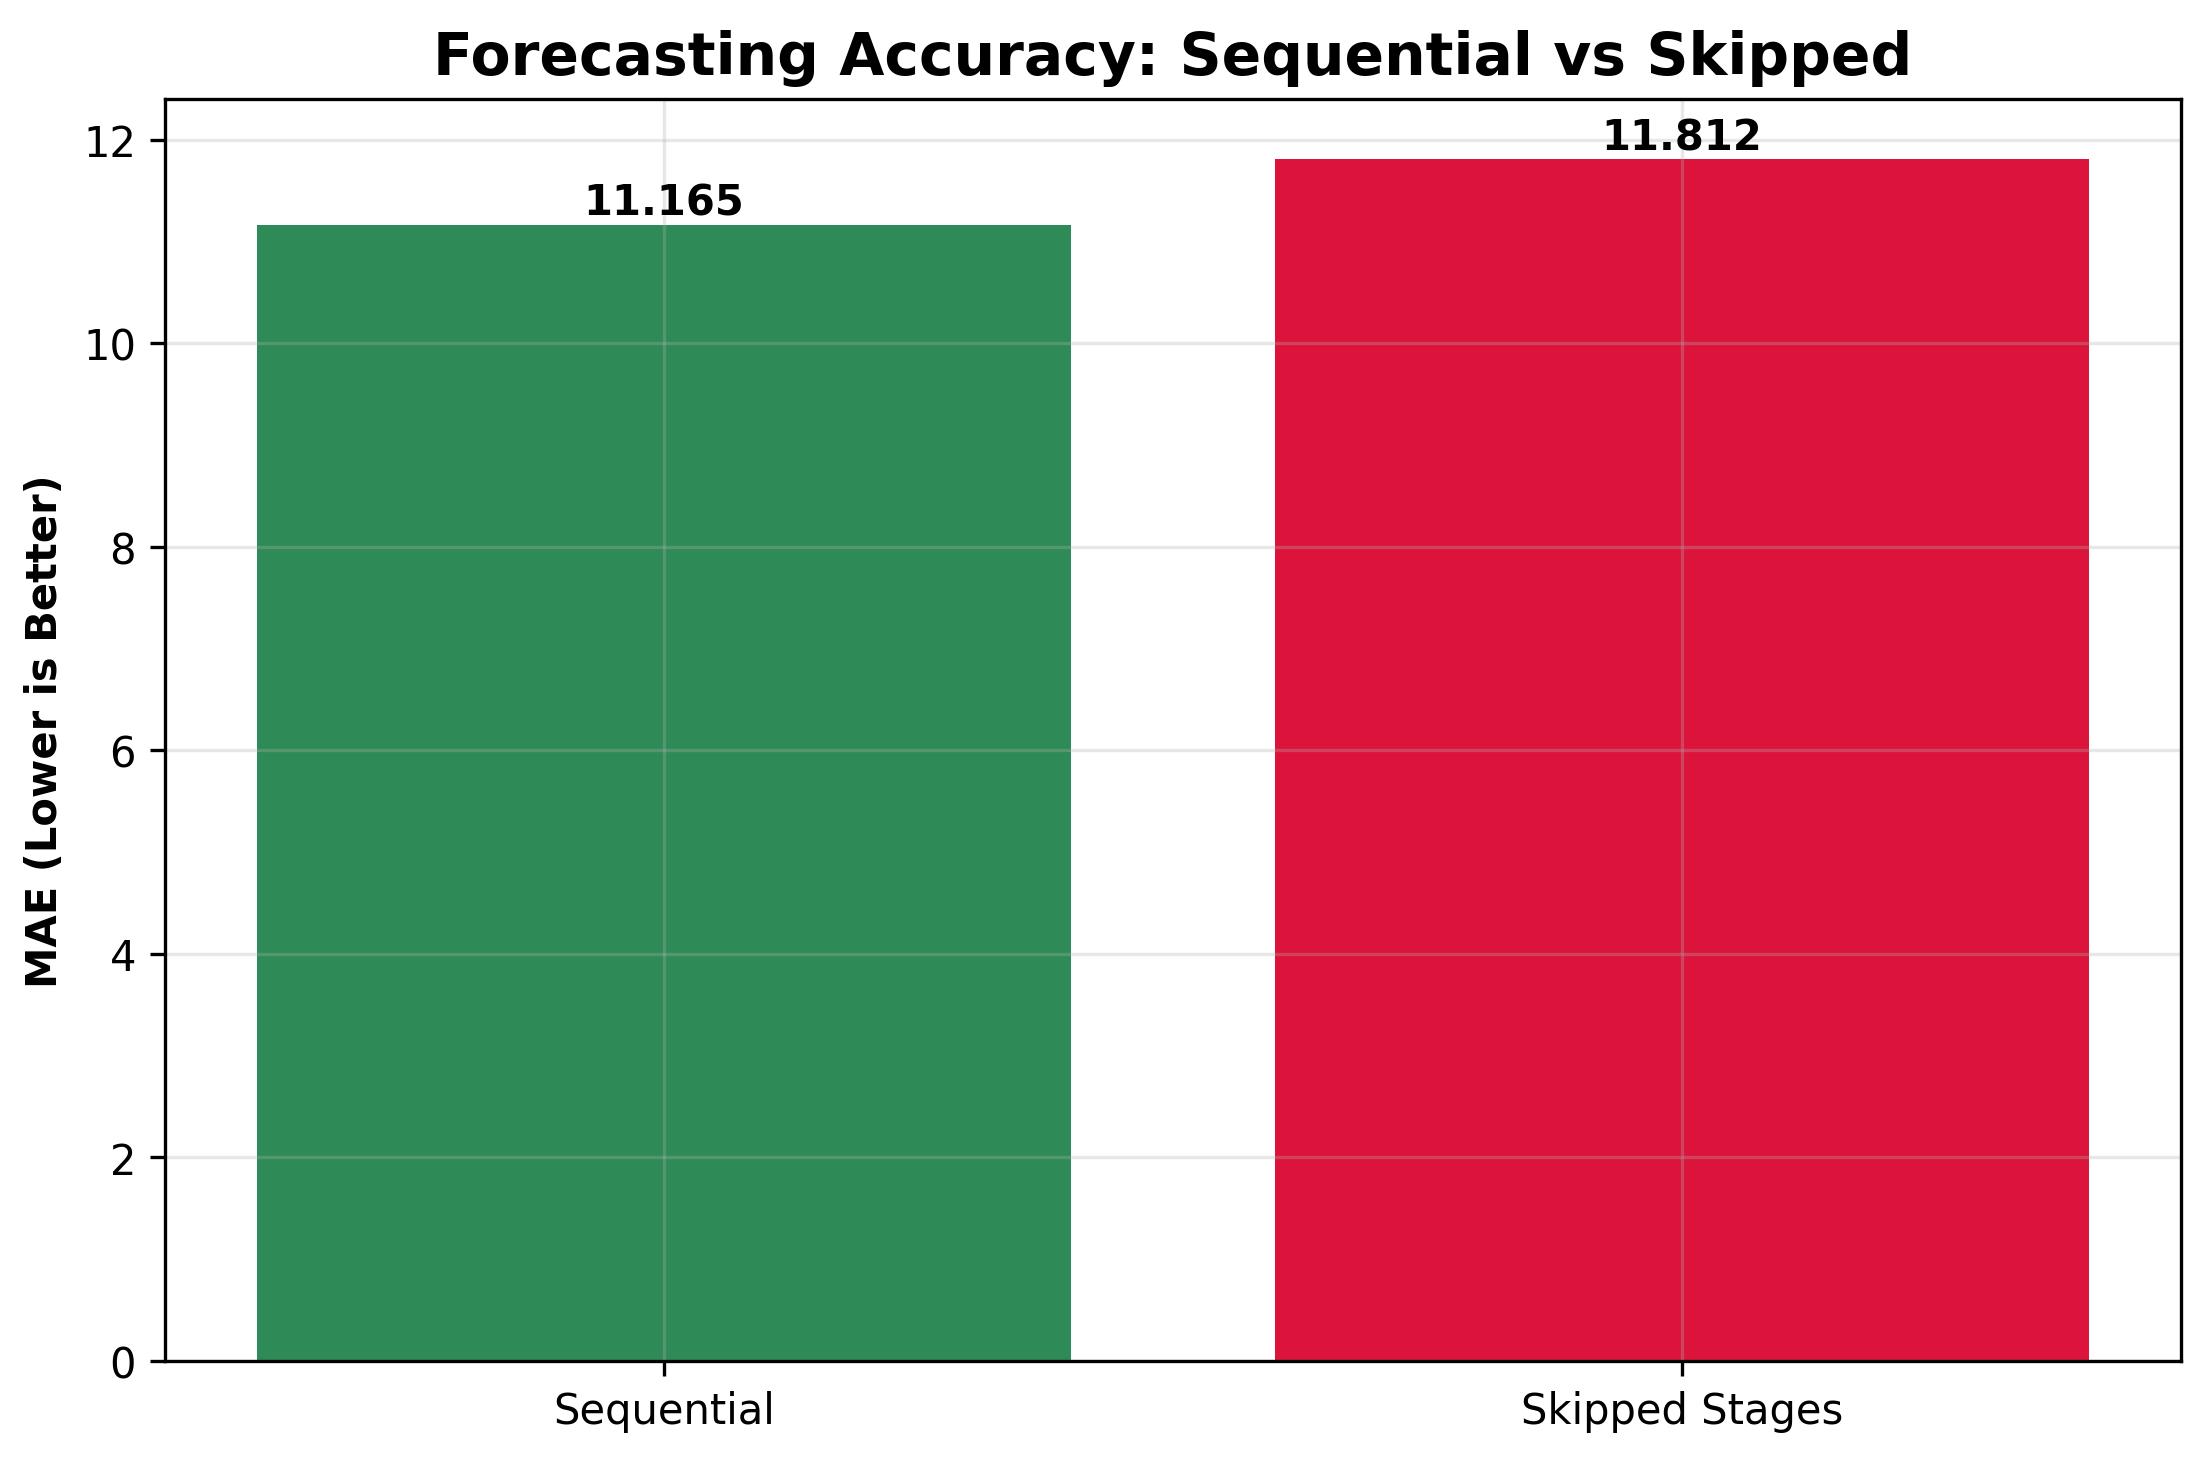 Forecasting Accuracy: Sequential vs Skipped
MAE (Lower is Better)
12
10
8
6
4
2
0
11.165
11.812
Sequential
Skipped Stages